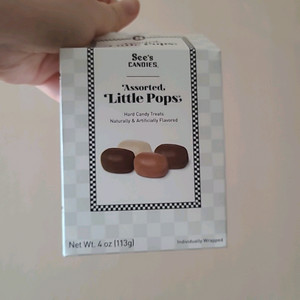 See's
CANDIES®
Assorted
Little Pops®
Hard Candy Treats
Naturally & Artificially Flavored
Net Wt. 4 oz (113g)
Individually Wrapped